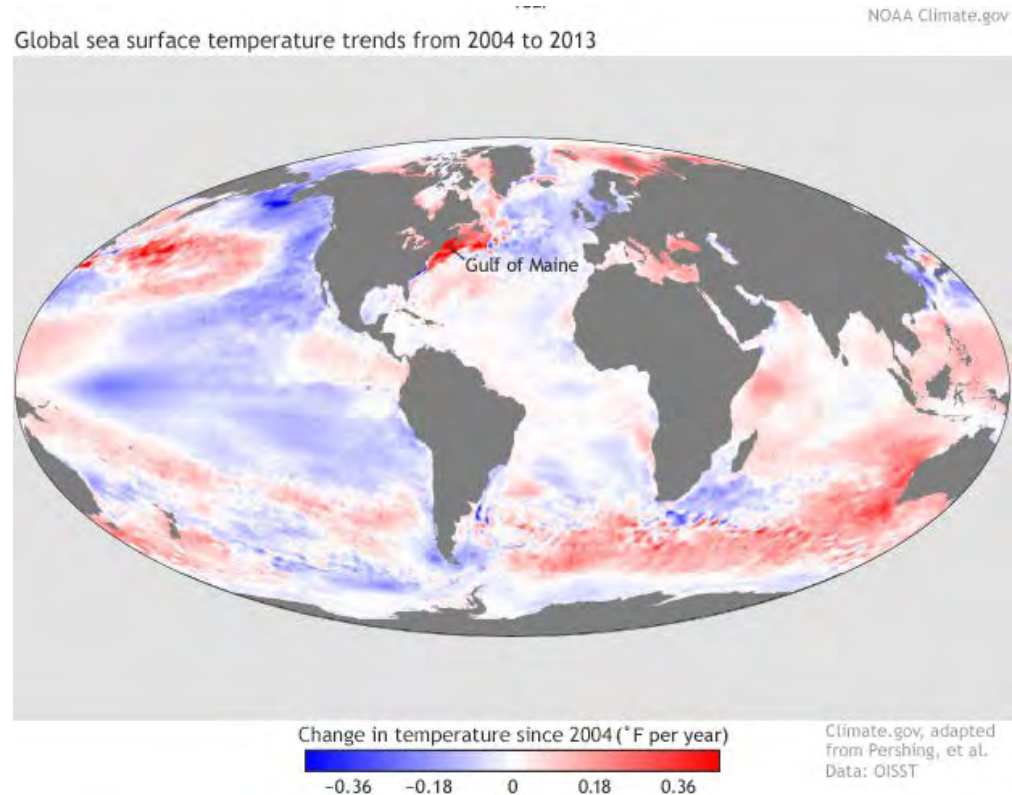 NOAA Climate.gov
Global sea surface temperature trends from 2004 to 2013
Gulf of Maine
Change in temperature since 2004 (°F per year)
−0.36 −0.18 0 0.18 0.36
Climate.gov, adapted
from Pershing, et al.
Data: OISST